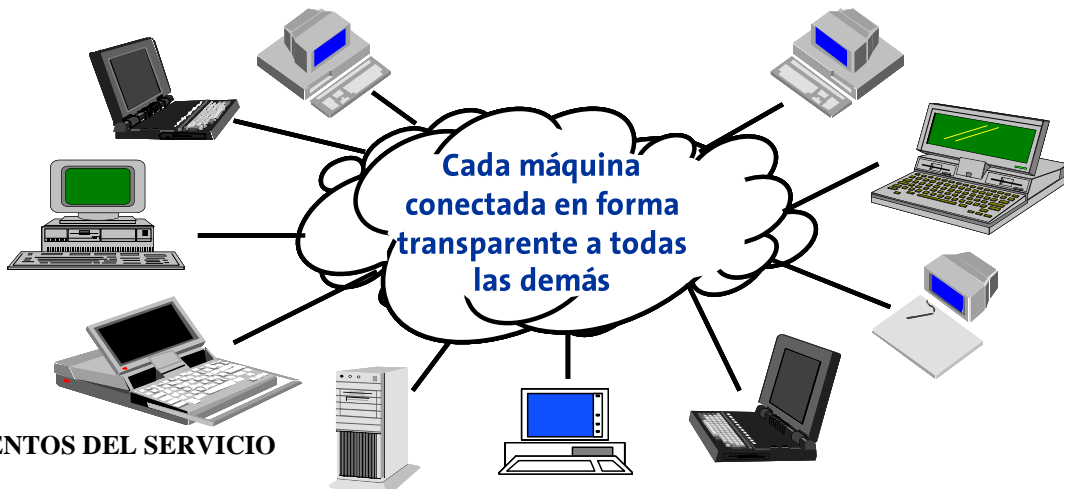 Cada máquina
conectada en forma
transparente a todas
las demás
ENTOS DEL SERVICIO